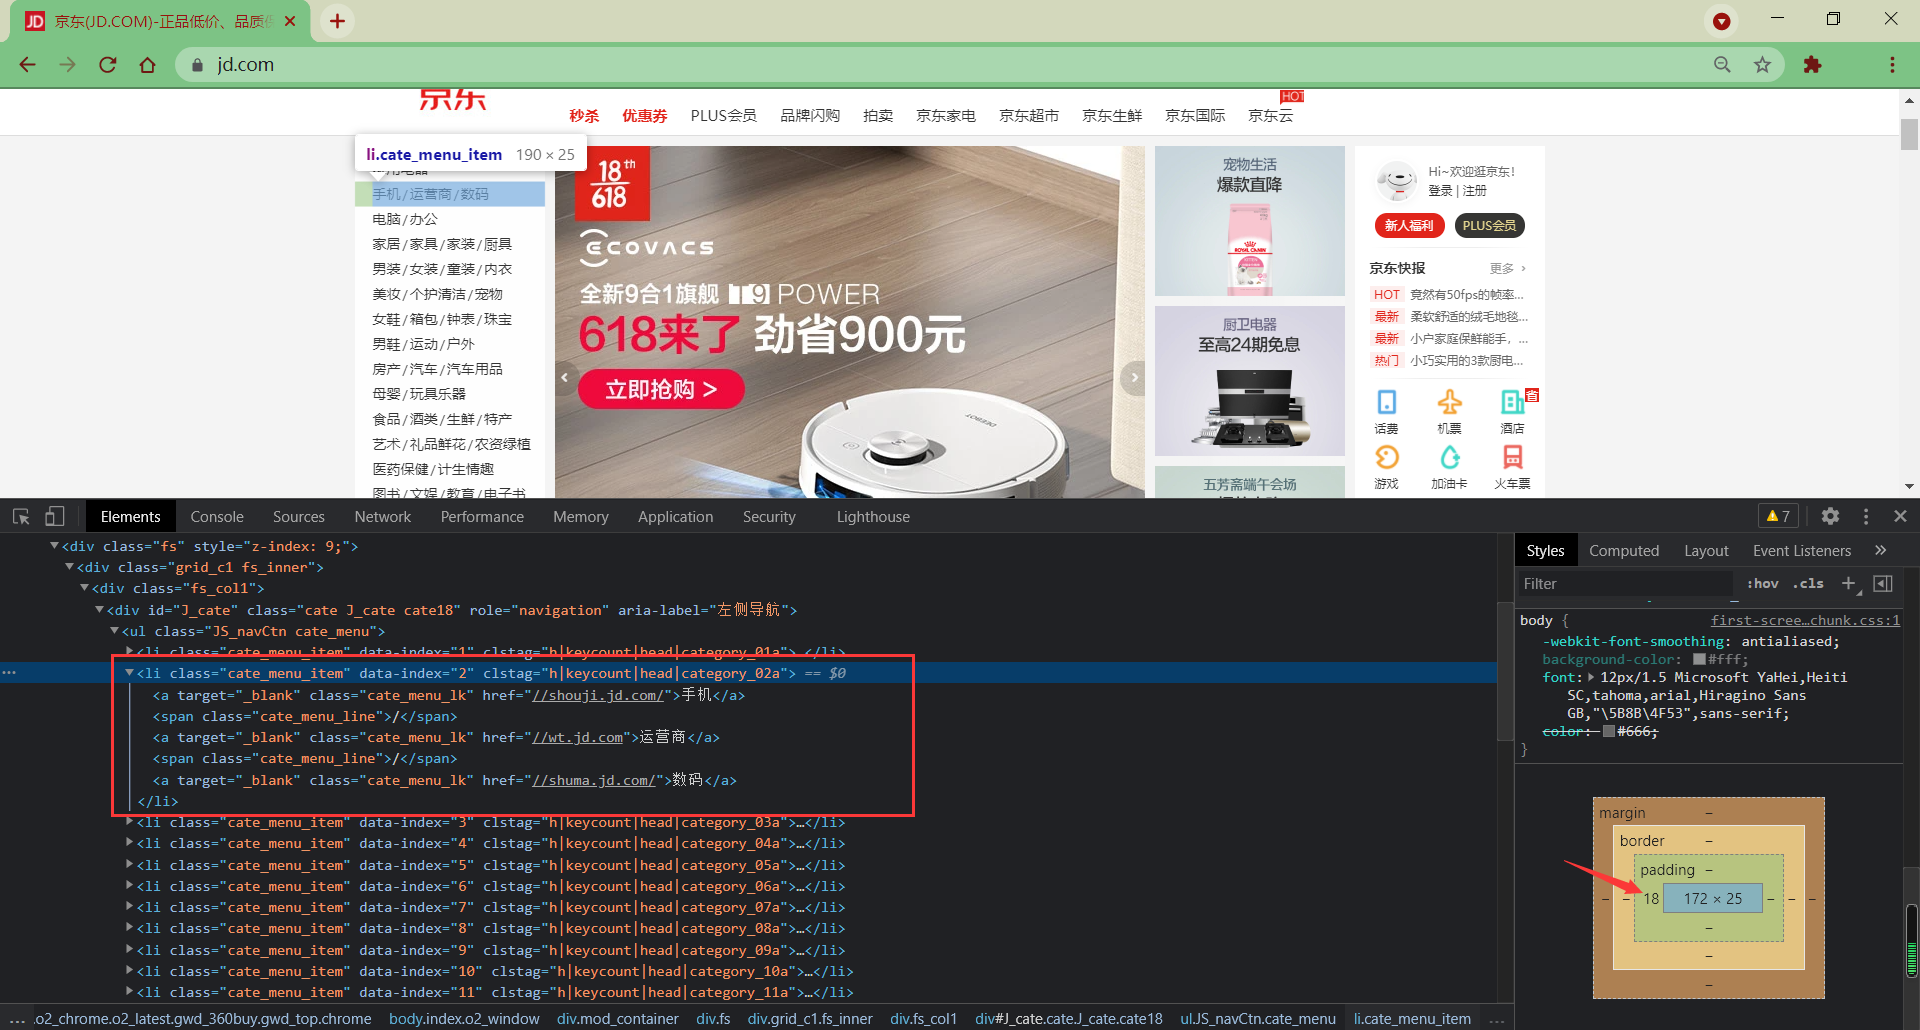 京东(JD.COM)-正品低价、品质
jd.com
京东
秒杀 优惠券 PLUS会员 品牌闪购 拍卖 京东家电 京东超市 京东生鲜 京东国际 京东云
HOT
li.cate_menu_item 190 × 25
手机/运营商/数码
电脑/办公
家居/家具/家装/厨具
男装/女装/童装/内衣
美妆/个护清洁/宠物
女鞋/箱包/钟表/珠宝
男鞋/运动/户外
房产/汽车/汽车用品
母婴/玩具乐器
食品/酒类/生鲜/特产
艺术/礼品鲜花/农资绿植
医药保健/计生情趣
图书/文娱/教育/电子书
18th
618
ECOVACS
全新9合1旗舰 T9 POWER
618来了 劲省900元
立即抢购 >
DEEBOT
宠物生活
爆款直降
ROYAL CANIN
厨卫电器
至高24期免息
五芳斋端午会场
Hi~欢迎逛京东!
登录 | 注册
新人福利 PLUS会员
京东快报 更多 ›
HOT 竟然有50fps的帧率...
最新 柔软舒适的绒毛地毯...
最新 小户家庭保鲜能手，...
热门 小巧实用的3款厨电...
省
话费 机票 酒店
游戏 加油卡 火车票
Elements Console Sources Network Performance Memory Application Security Lighthouse 7
<div class="fs" style="z-index: 9;">
<div class="grid_c1 fs_inner">
<div class="fs_col1">
<div id="J_cate" class="cate J_cate cate18" role="navigation" aria-label="左侧导航">
<ul class="JS_navCtn cate_menu">
<li class="cate_menu_item" data-index="1" clstag="h|keycount|head|category_01a">…</li>
<li class="cate_menu_item" data-index="2" clstag="h|keycount|head|category_02a"> == $0
<a target="_blank" class="cate_menu_lk" href="//shouji.jd.com/">手机</a>
<span class="cate_menu_line">/</span>
<a target="_blank" class="cate_menu_lk" href="//wt.jd.com">运营商</a>
<span class="cate_menu_line">/</span>
<a target="_blank" class="cate_menu_lk" href="//shuma.jd.com/">数码</a>
</li>
<li class="cate_menu_item" data-index="3" clstag="h|keycount|head|category_03a">…</li>
<li class="cate_menu_item" data-index="4" clstag="h|keycount|head|category_04a">…</li>
<li class="cate_menu_item" data-index="5" clstag="h|keycount|head|category_05a">…</li>
<li class="cate_menu_item" data-index="6" clstag="h|keycount|head|category_06a">…</li>
<li class="cate_menu_item" data-index="7" clstag="h|keycount|head|category_07a">…</li>
<li class="cate_menu_item" data-index="8" clstag="h|keycount|head|category_08a">…</li>
<li class="cate_menu_item" data-index="9" clstag="h|keycount|head|category_09a">…</li>
<li class="cate_menu_item" data-index="10" clstag="h|keycount|head|category_10a">…</li>
<li class="cate_menu_item" data-index="11" clstag="h|keycount|head|category_11a">…</li>
... .o2_chrome.o2_latest.gwd_360buy.gwd_top.chrome body.index.o2_window div.mod_container div.fs div.grid_c1.fs_inner div.fs_col1 div#J_cate.cate.J_cate.cate18 ul.JS_navCtn.cate_menu li.cate_menu_item ...
Styles Computed Layout Event Listeners »
Filter :hov .cls +
body { first-scree…chunk.css:1
-webkit-font-smoothing: antialiased;
background-color: #fff;
font: 12px/1.5 Microsoft YaHei,Heiti
SC,tahoma,arial,Hiragino Sans
GB,"\5B8B\4F53",sans-serif;
color: #666;
}
margin –
border –
padding –
– – 18 172 × 25 – – –
–
–
–